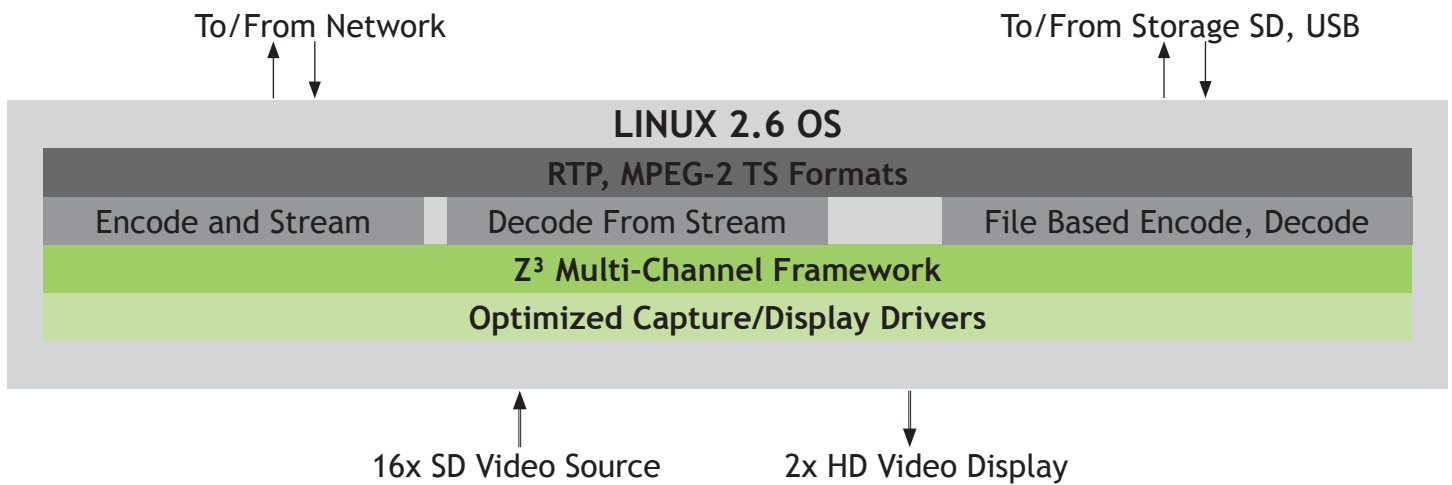 To/From Network
To/From Storage SD, USB
LINUX 2.6 OS
RTP, MPEG-2 TS Formats
Encode and Stream
Decode From Stream
File Based Encode, Decode
Z³ Multi-Channel Framework
Optimized Capture/Display Drivers
16x SD Video Source
2x HD Video Display